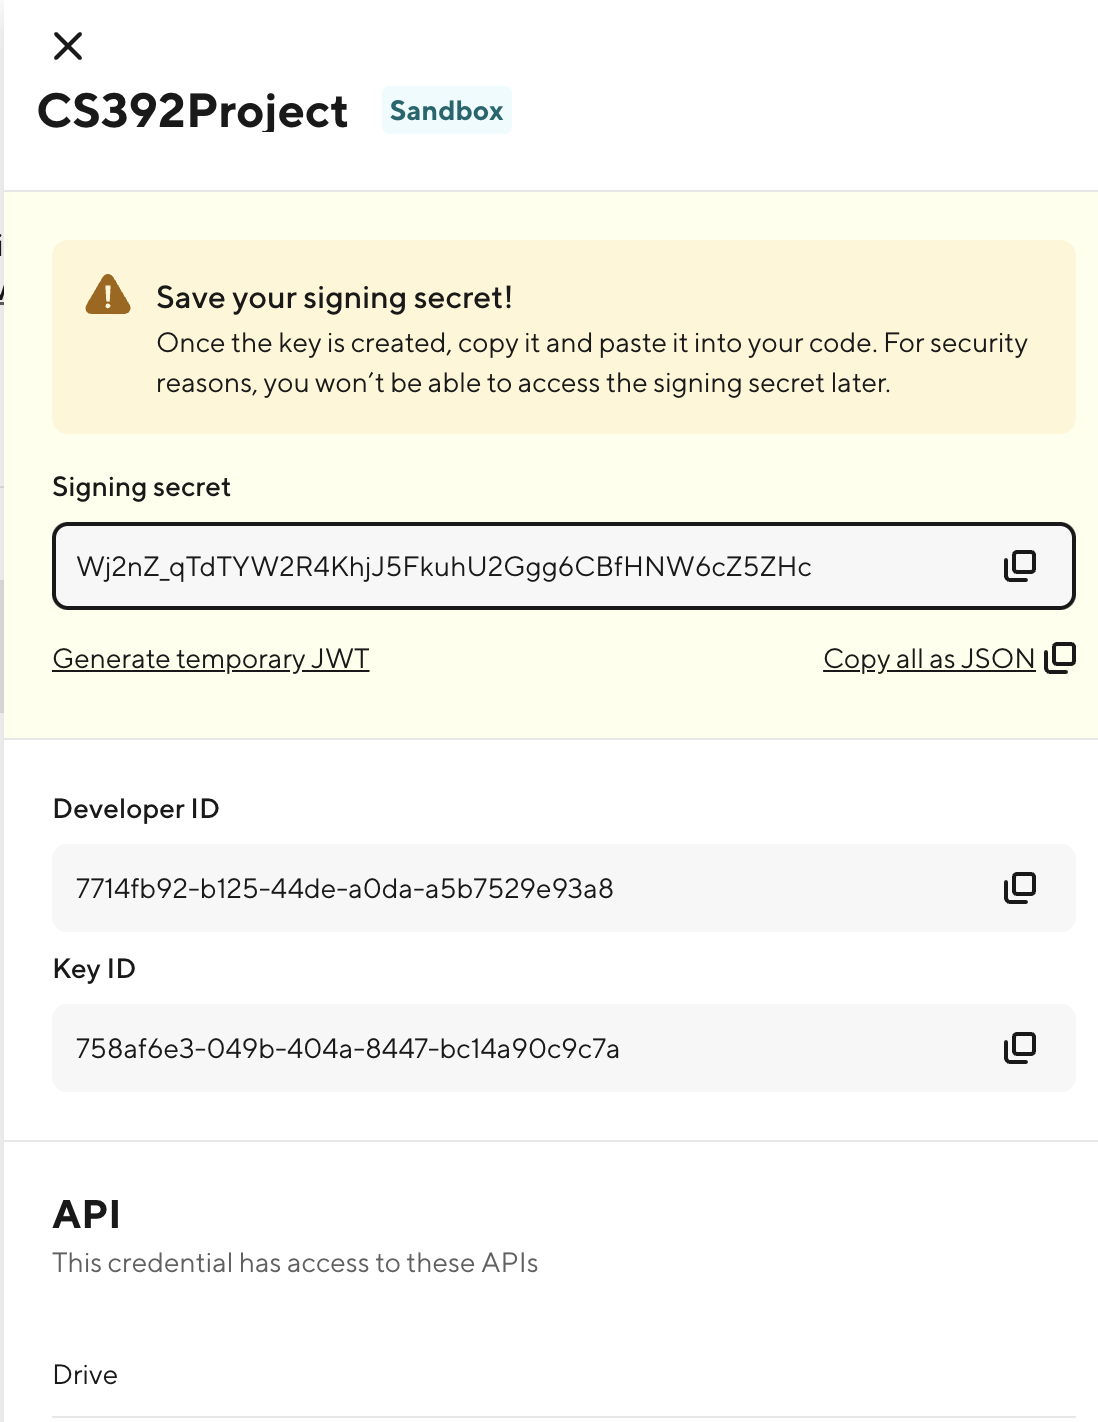 CS392Project Sandbox
Save your signing secret!
Once the key is created, copy it and paste it into your code. For security
reasons, you won't be able to access the signing secret later.
Signing secret
Wj2nZ_qTdTYW2R4KhjJ5FkuhU2Ggg6CBfHNW6cZ5ZHc
Generate temporary JWT Copy all as JSON
Developer ID
7714fb92-b125-44de-a0da-a5b7529e93a8
Key ID
758af6e3-049b-404a-8447-bc14a90c9c7a
API
This credential has access to these APIs
Drive